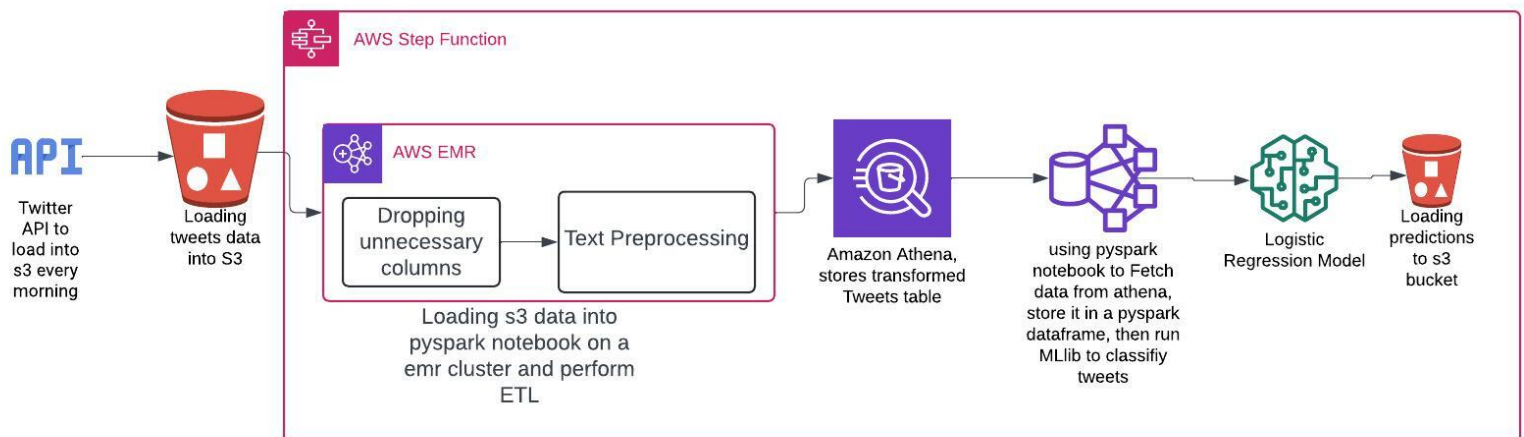 AWS Step Function
API
Twitter
API to
load into
s3 every
morning
Loading
tweets data
into S3
AWS EMR
Dropping
unnecessary
columns
Text Preprocessing
Loading s3 data into
pyspark notebook on a
emr cluster and perform
ETL
Amazon Athena,
stores transformed
Tweets table
using pyspark
notebook to Fetch
data from athena,
store it in a pyspark
dataframe, then run
MLlib to classifiy
tweets
Logistic
Regression Model
Loading
predictions
to s3
bucket